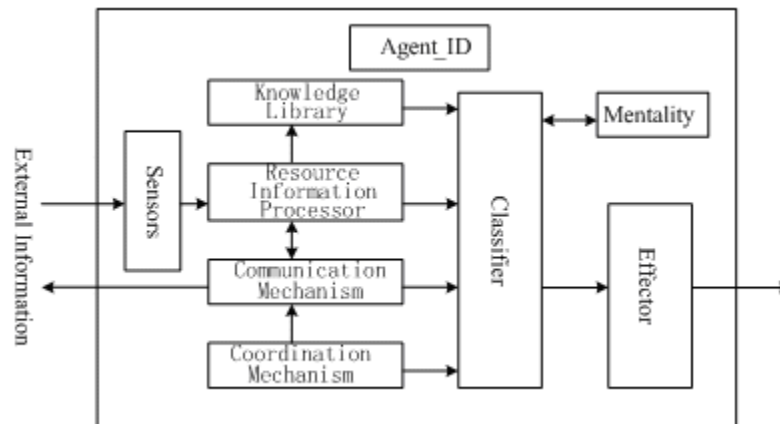 Agent_ID
Knowledge
Library
Mentality
External Information
Sensors
Resource
Information
Processor
Classifier
Effector
Communication
Mechanism
Coordination
Mechanism